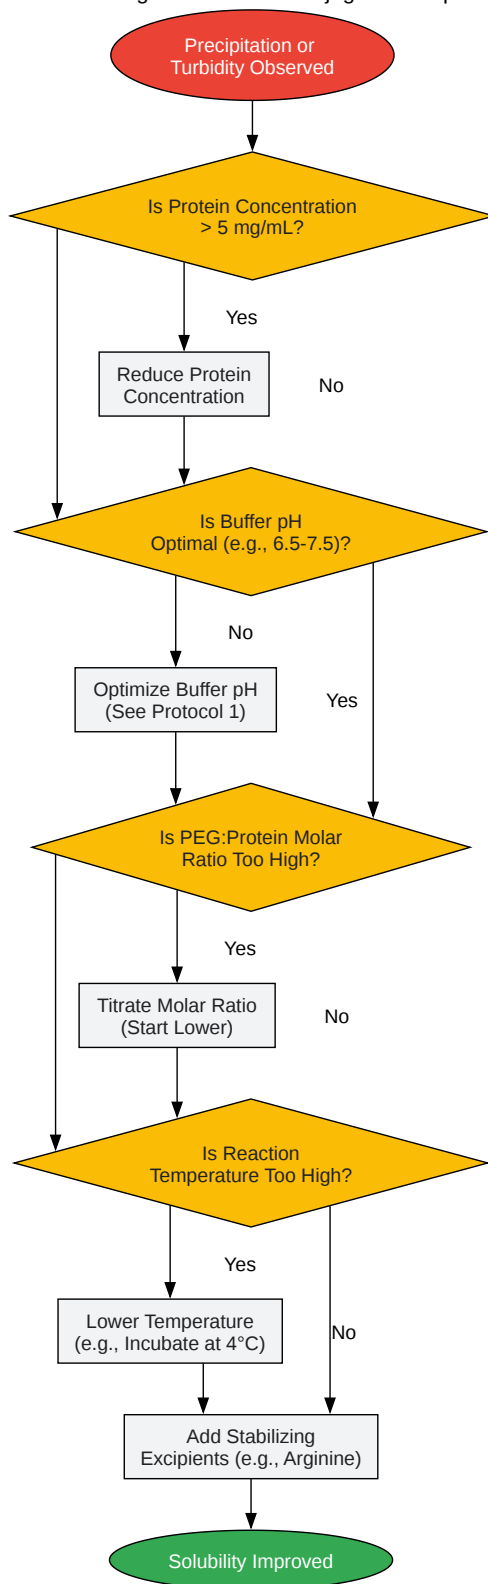 Precipitation or
Turbidity Observed
Is Protein Concentration
> 5 mg/mL?
Yes
Reduce Protein
Concentration
No
Is Buffer pH
Optimal (e.g., 6.5-7.5)?
No
Optimize Buffer pH
(See Protocol 1)
Yes
Is PEG:Protein Molar
Ratio Too High?
Yes
Titrate Molar Ratio
(Start Lower)
No
Is Reaction
Temperature Too High?
Yes
Lower Temperature
(e.g., Incubate at 4°C)
No
Add Stabilizing
Excipients (e.g., Arginine)
Solubility Improved